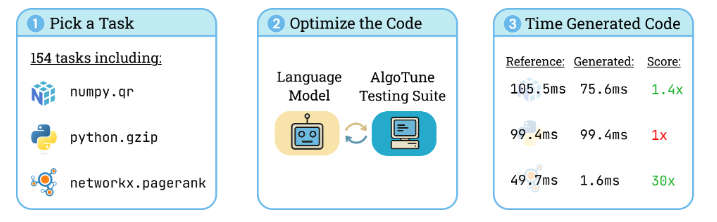 1 Pick a Task
154 tasks including:
numpy.qr
python.gzip
networkx.pagerank
2 Optimize the Code
Language
Model
AlgoTune
Testing Suite
3 Time Generated Code
Reference: Generated: Score:
105.5ms 75.6ms 1.4x
99.4ms 99.4ms 1x
49.7ms 1.6ms 30x